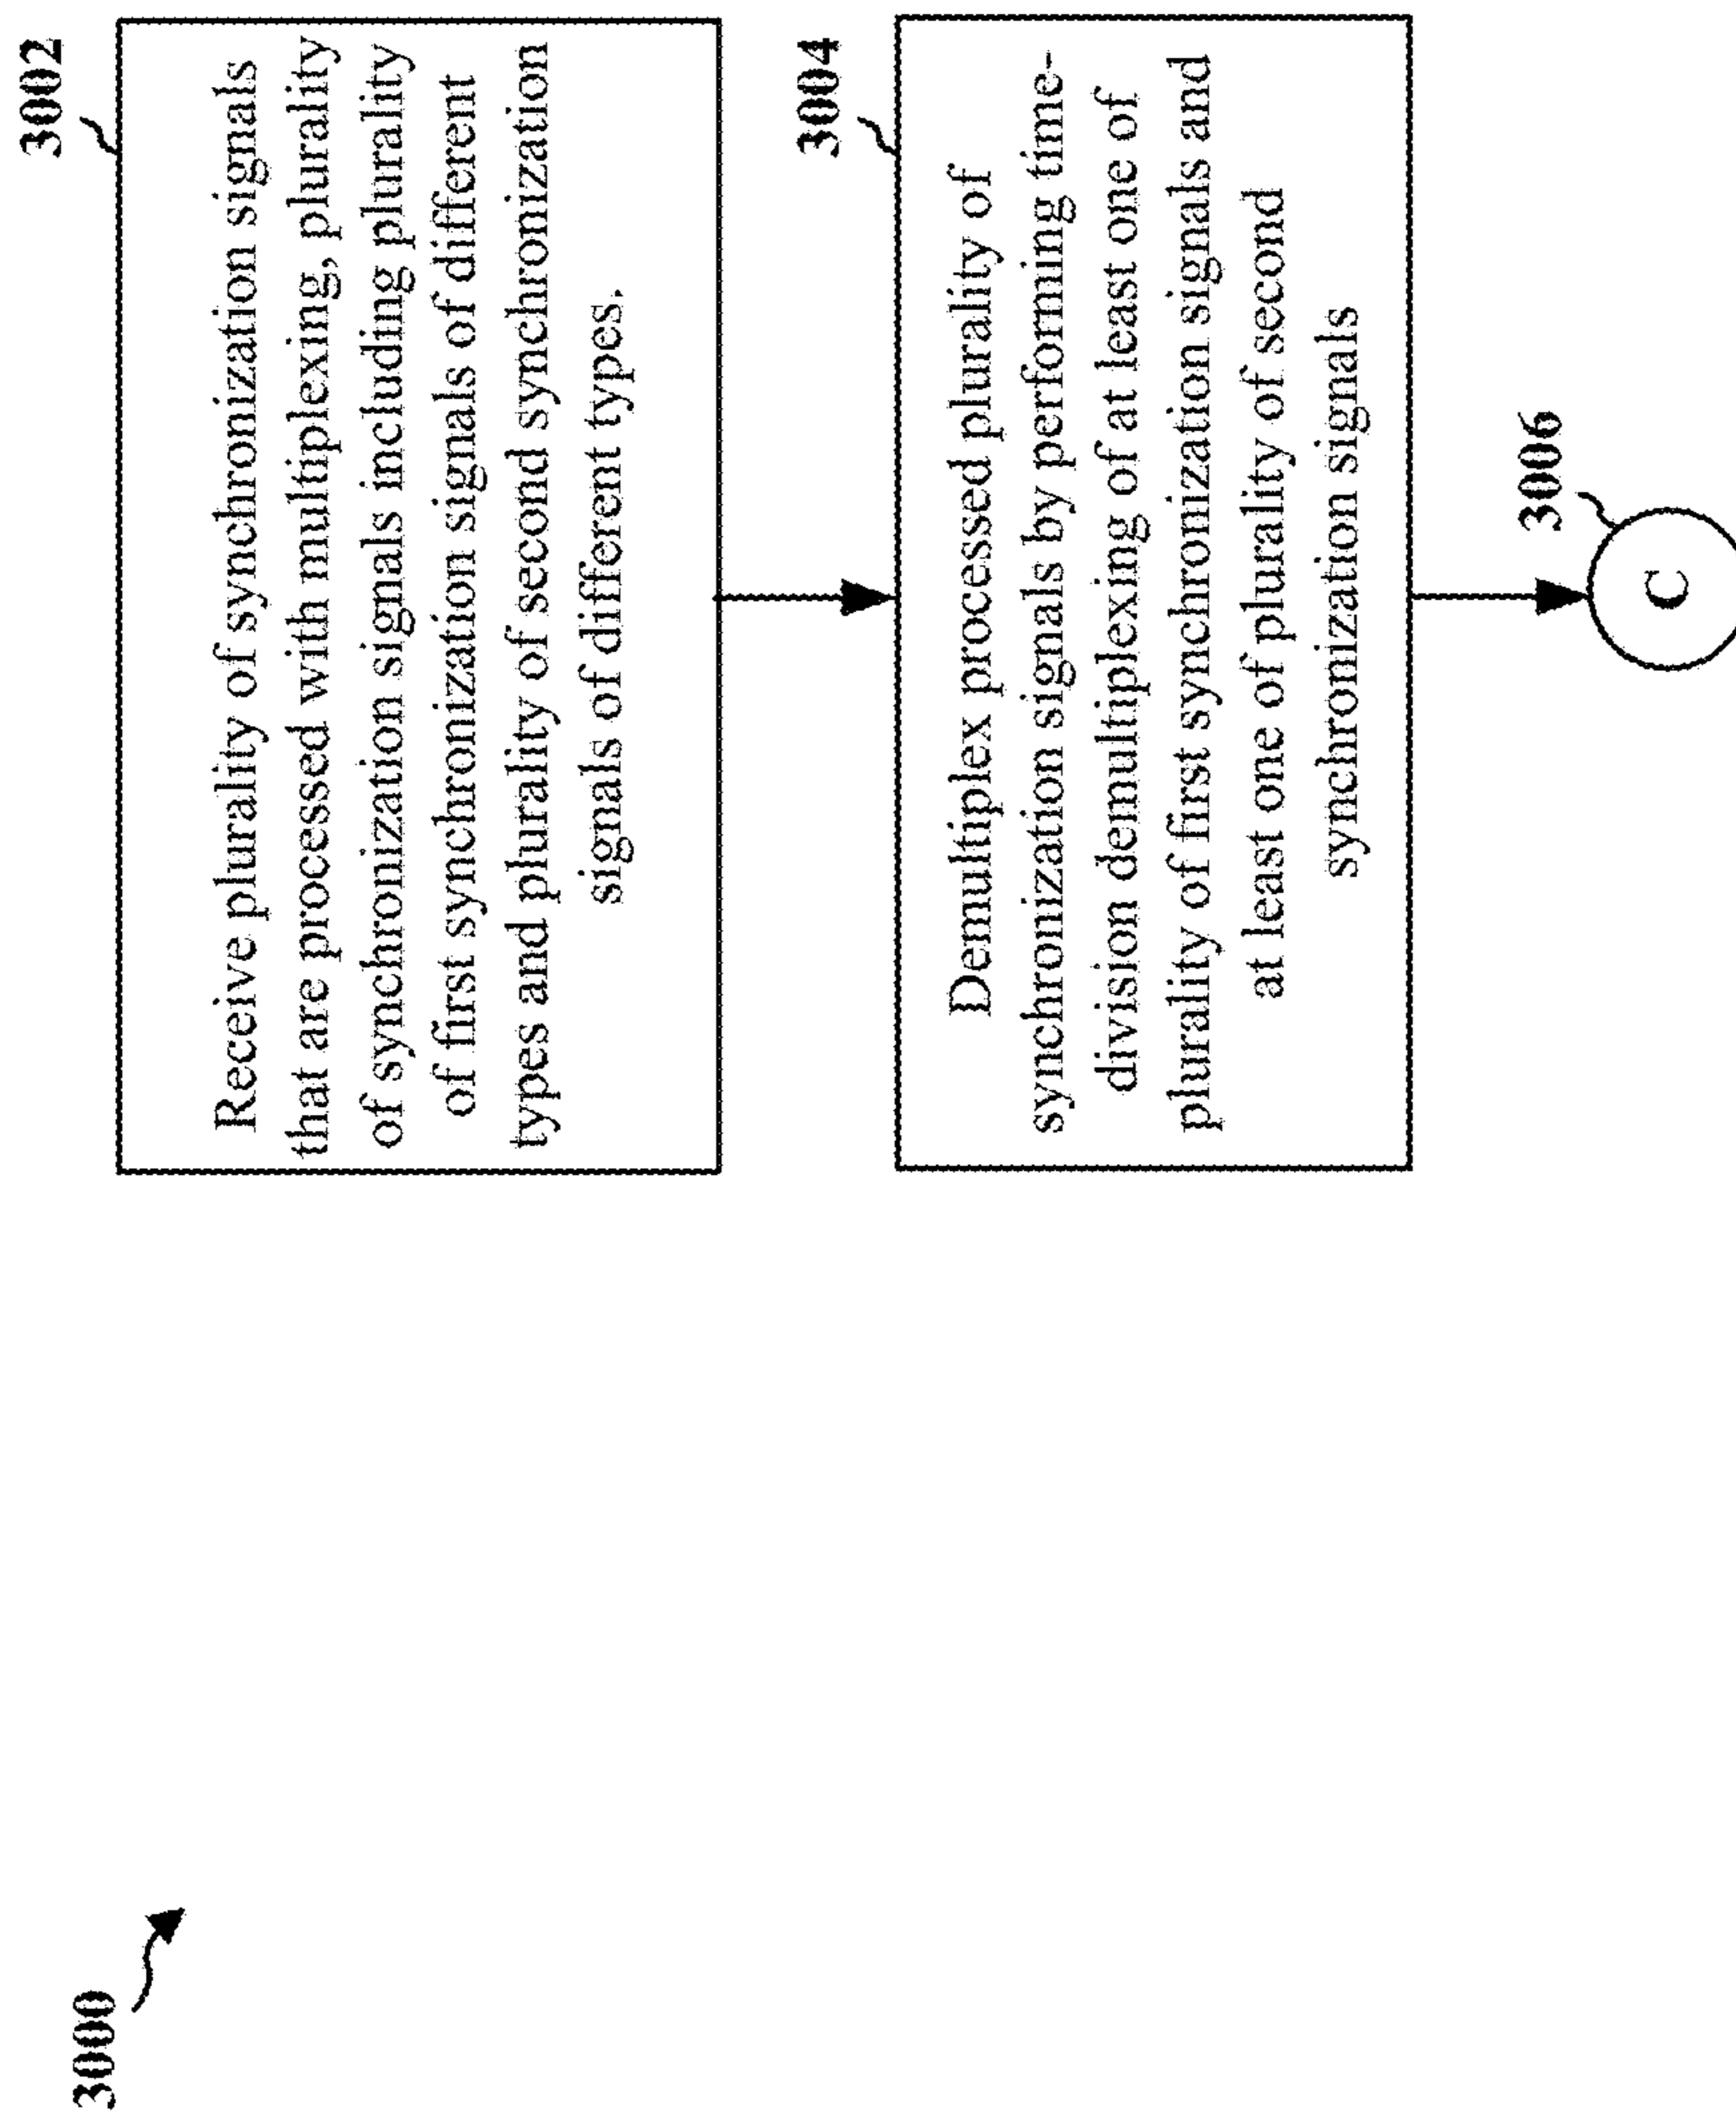 3000
3002
Receive plurality of synchronization signals
that are processed with multiplexing, plurality
of synchronization signals including plurality
of first synchronization signals of different
types and plurality of second synchronization
signals of different types.
3004
Demultiplex processed plurality of
synchronization signals by performing time-
division demultiplexing of at least one of
plurality of first synchronization signals and
at least one of plurality of second
synchronization signals
3006
C